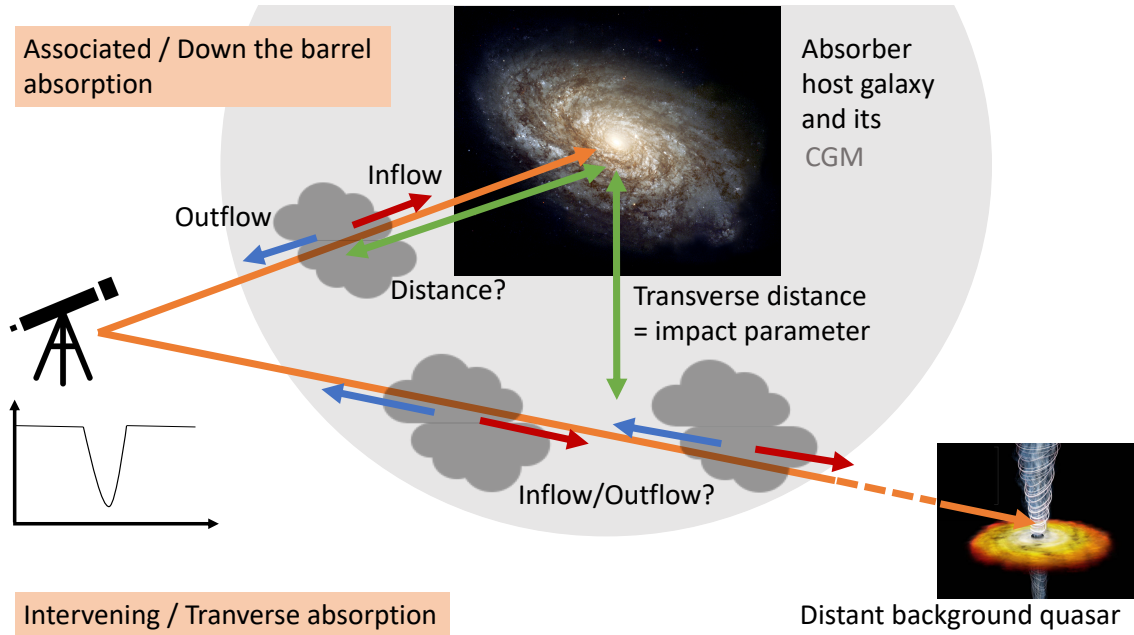 Associated / Down the barrel
absorption
Absorber
host galaxy
and its
CGM
Inflow
Outflow
Distance?
Transverse distance
= impact parameter
Inflow/Outflow?
Intervening / Tranverse absorption
Distant background quasar